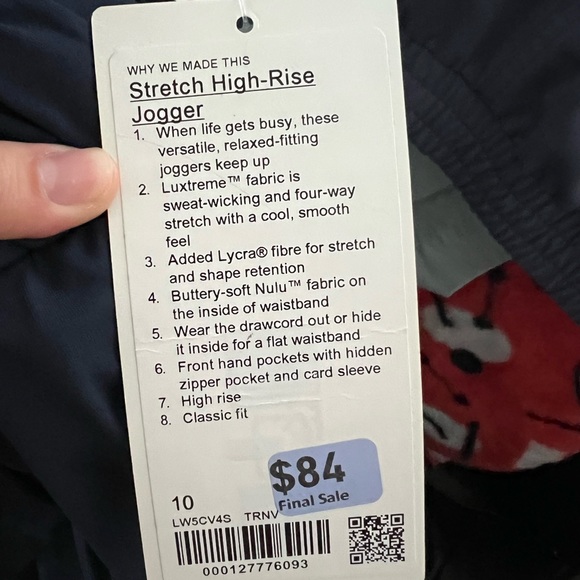 WHY WE MADE THIS
Stretch High-Rise
Jogger
1. When life gets busy, these
versatile, relaxed-fitting
joggers keep up
2. Luxtreme™ fabric is
sweat-wicking and four-way
stretch with a cool, smooth
feel
3. Added Lycra® fibre for stretch
and shape retention
4. Buttery-soft Nulu™ fabric on
the inside of waistband
5. Wear the drawcord out or hide
it inside for a flat waistband
6. Front hand pockets with hidden
zipper pocket and card sleeve
7. High rise
8. Classic fit
$84
Final Sale
10
LW5CV4S TRNV
000127776093